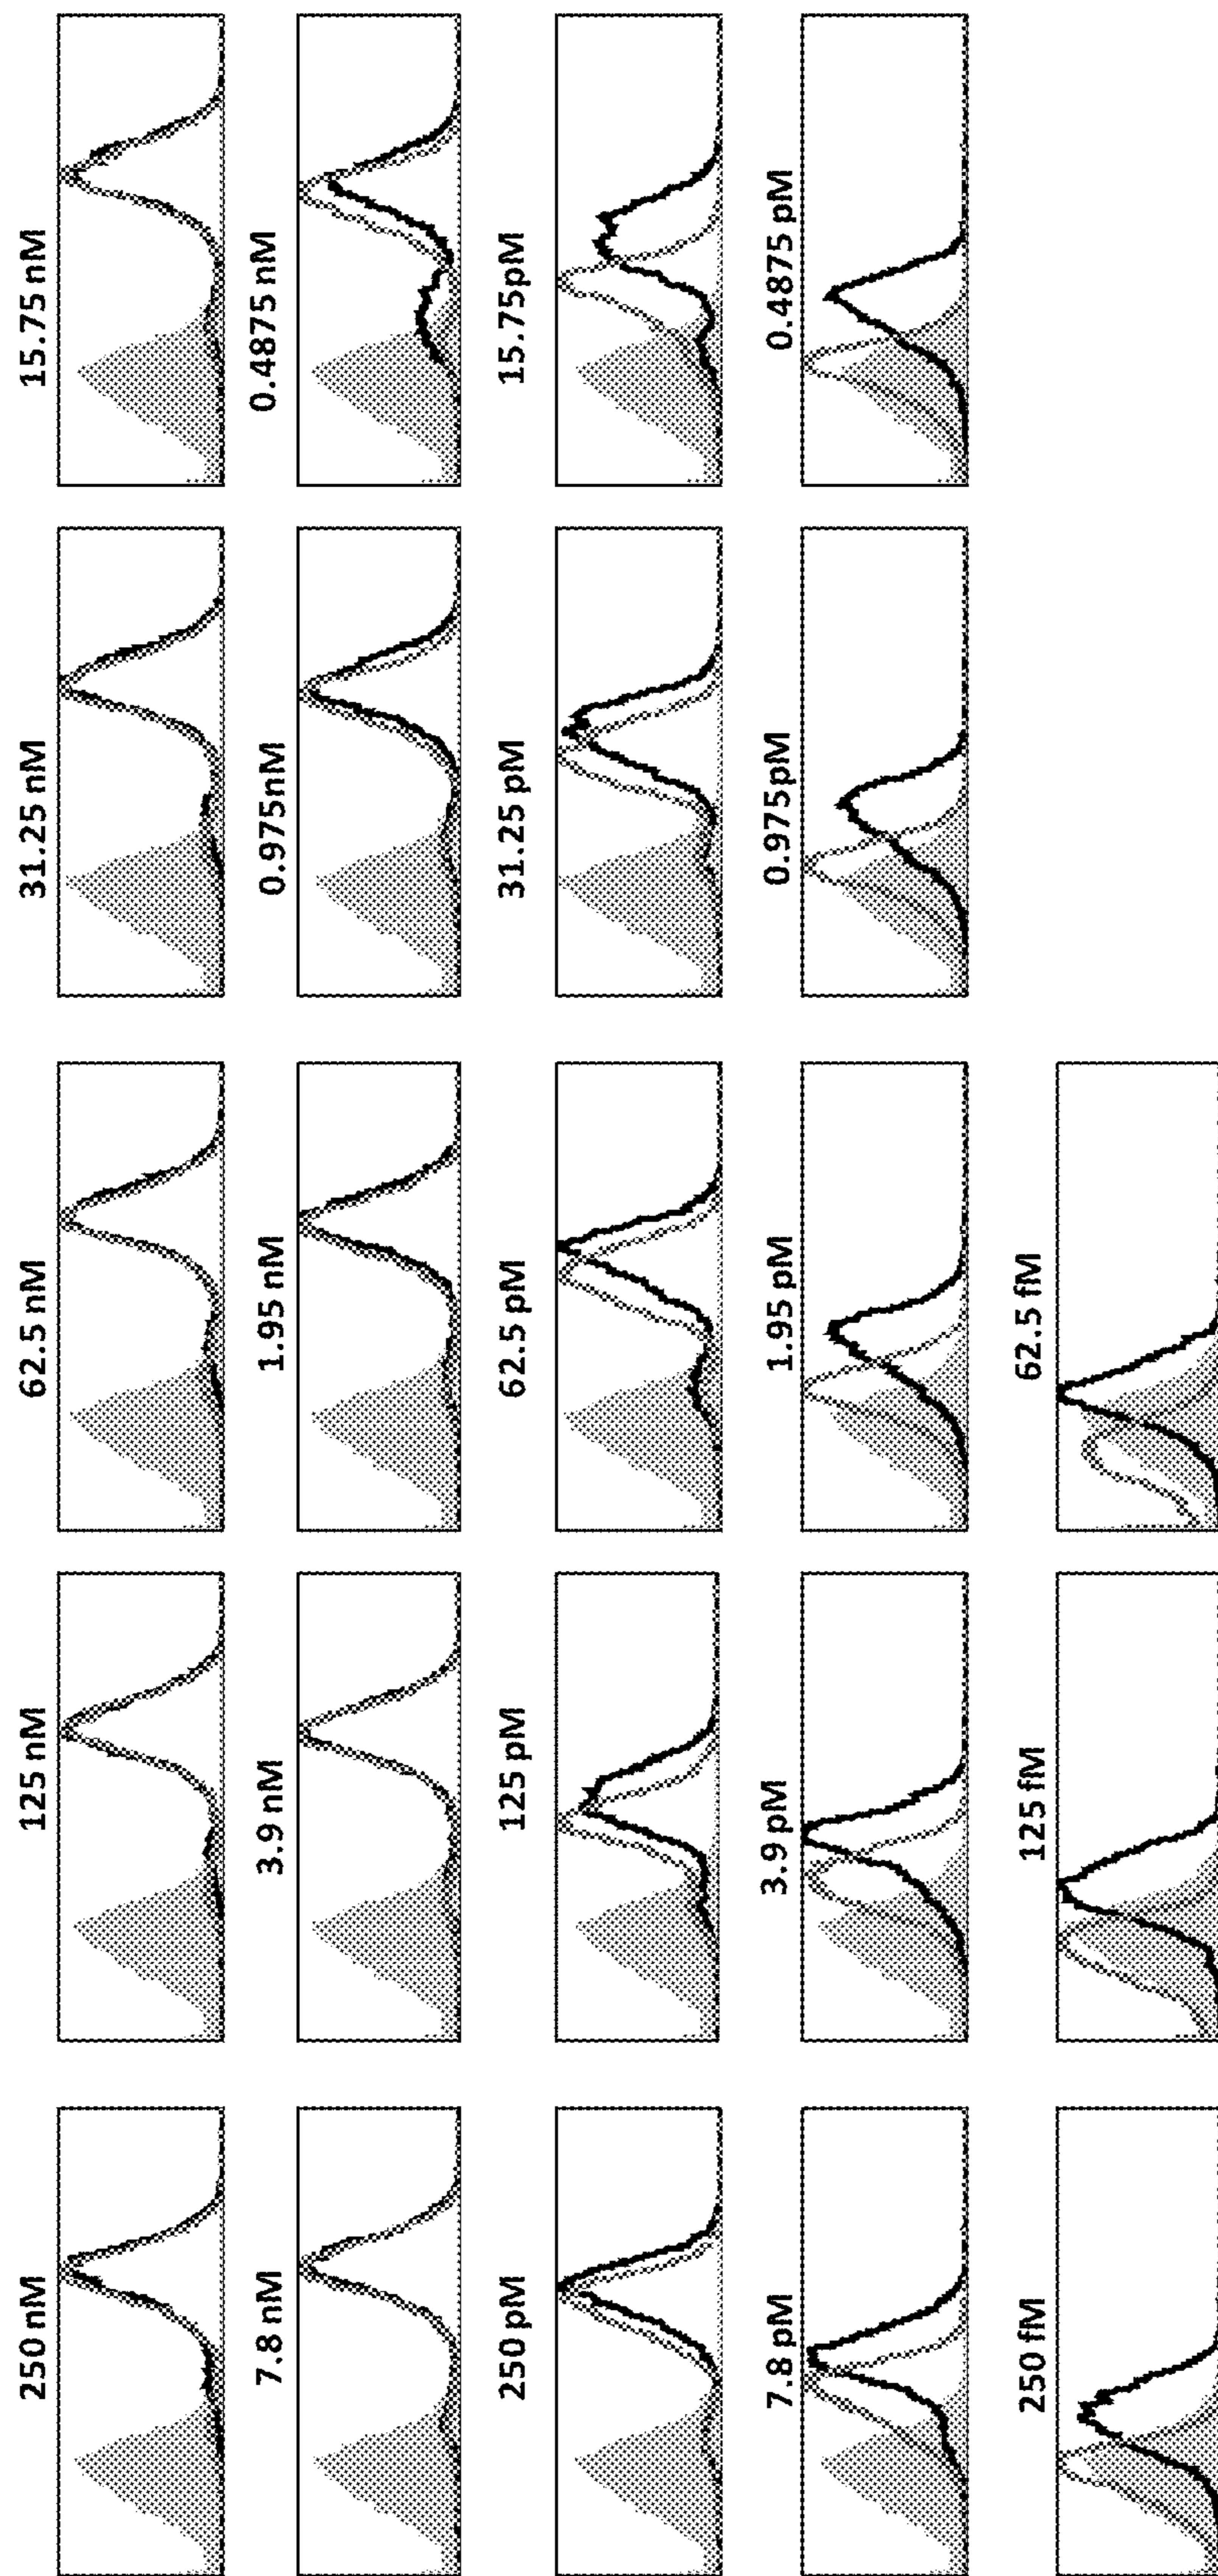 250 nM
125 nM
62.5 nM
31.25 nM
15.75 nM
7.8 nM
3.9 nM
1.95 nM
0.975nM
0.4875 nM
250 pM
125 pM
62.5 pM
31.25 pM
15.75pM
7.8 pM
3.9 pM
1.95 pM
0.975pM
0.4875 pM
250 fM
125 fM
62.5 fM